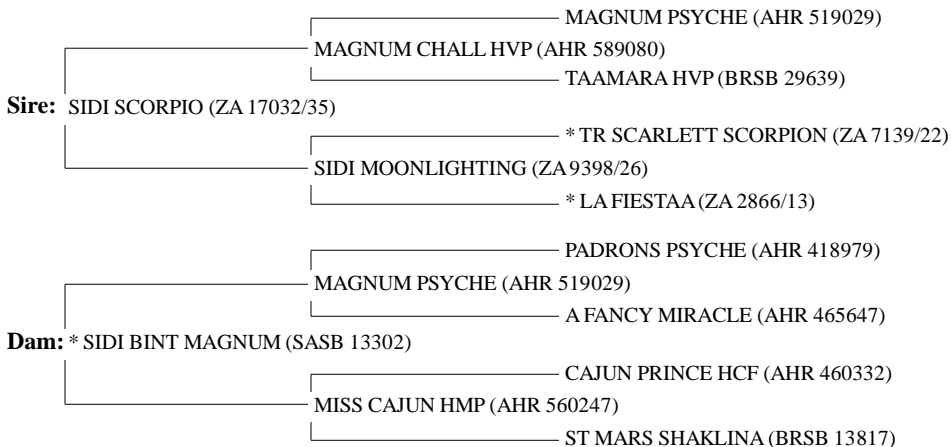 MAGNUM PSYCHE (AHR 519029)
MAGNUM CHALL HVP (AHR 589080)
TAAMARA HVP (BRSB 29639)
Sire: SIDI SCORPIO (ZA 17032/35)
* TR SCARLETT SCORPION (ZA 7139/22)
SIDI MOONLIGHTING (ZA 9398/26)
* LA FIESTAA (ZA 2866/13)
PADRONS PSYCHE (AHR 418979)
MAGNUM PSYCHE (AHR 519029)
A FANCY MIRACLE (AHR 465647)
Dam: * SIDI BINT MAGNUM (SASB 13302)
CAJUN PRINCE HCF (AHR 460332)
MISS CAJUN HMP (AHR 560247)
ST MARS SHAKLINA (BRSB 13817)